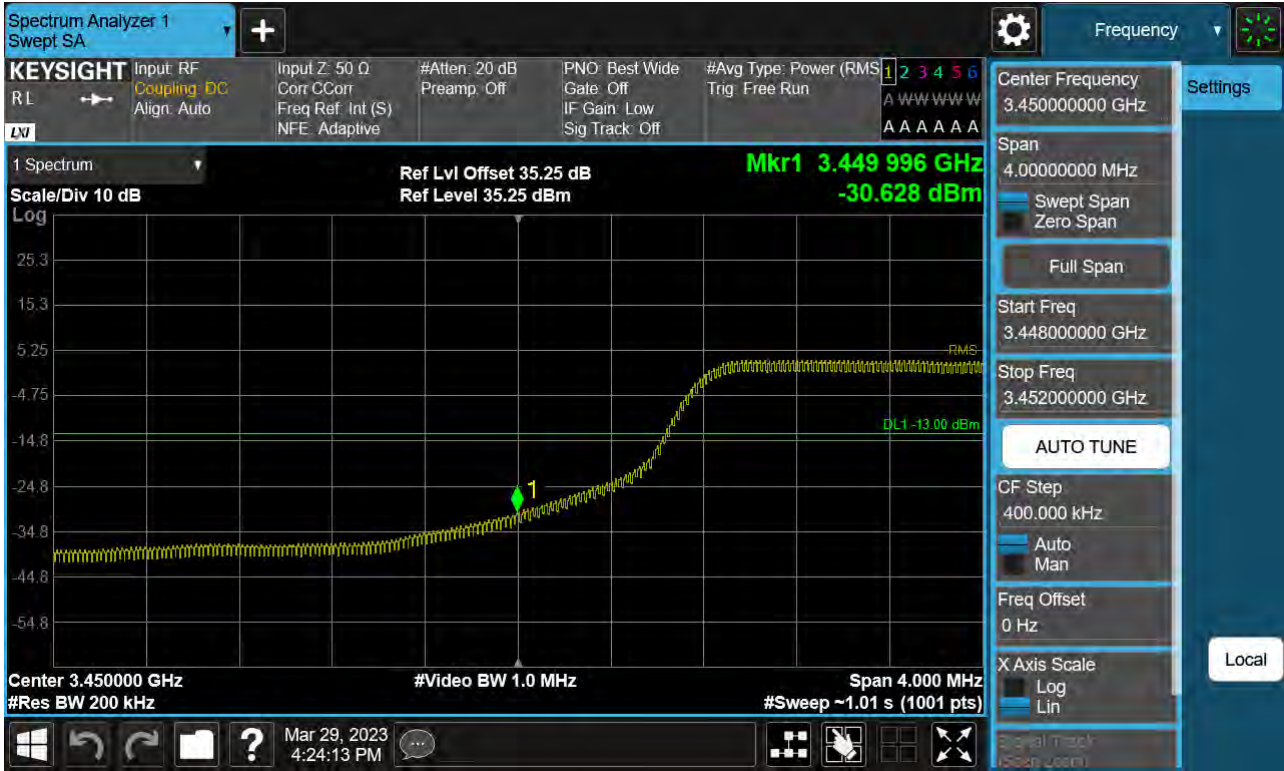 Spectrum Analyzer 1
Swept SA
Frequency
KEYSIGHT
RL
LXI
Input: RF
Coupling: DC
Align: Auto
Input Z: 50 Ω
Corr CCorr
Freq Ref: Int (S)
NFE: Adaptive
#Atten: 20 dB
Preamp: Off
PNO: Best Wide
Gate: Off
IF Gain: Low
Sig Track: Off
#Avg Type: Power (RMS
Trig: Free Run
1 2 3 4 5 6
A W W W W W
A A A A A A
1 Spectrum
Scale/Div 10 dB
Log
Ref Lvl Offset 35.25 dB
Ref Level 35.25 dBm
Mkr1 3.449 996 GHz
-30.628 dBm
25.3
15.3
5.25
-4.75
-14.8
-24.8
-34.8
-44.8
-54.8
RMS
DL1 -13.00 dBm
1
Center 3.450000 GHz
#Res BW 200 kHz
#Video BW 1.0 MHz
Span 4.000 MHz
#Sweep ~1.01 s (1001 pts)
Center Frequency
3.450000000 GHz
Span
4.00000000 MHz
Swept Span
Zero Span
Full Span
Start Freq
3.448000000 GHz
Stop Freq
3.452000000 GHz
AUTO TUNE
CF Step
400.000 kHz
Auto
Man
Freq Offset
0 Hz
X Axis Scale
Log
Lin
Signal Track
(Span Zoom)
Settings
Local
?
Mar 29, 2023
4:24:13 PM